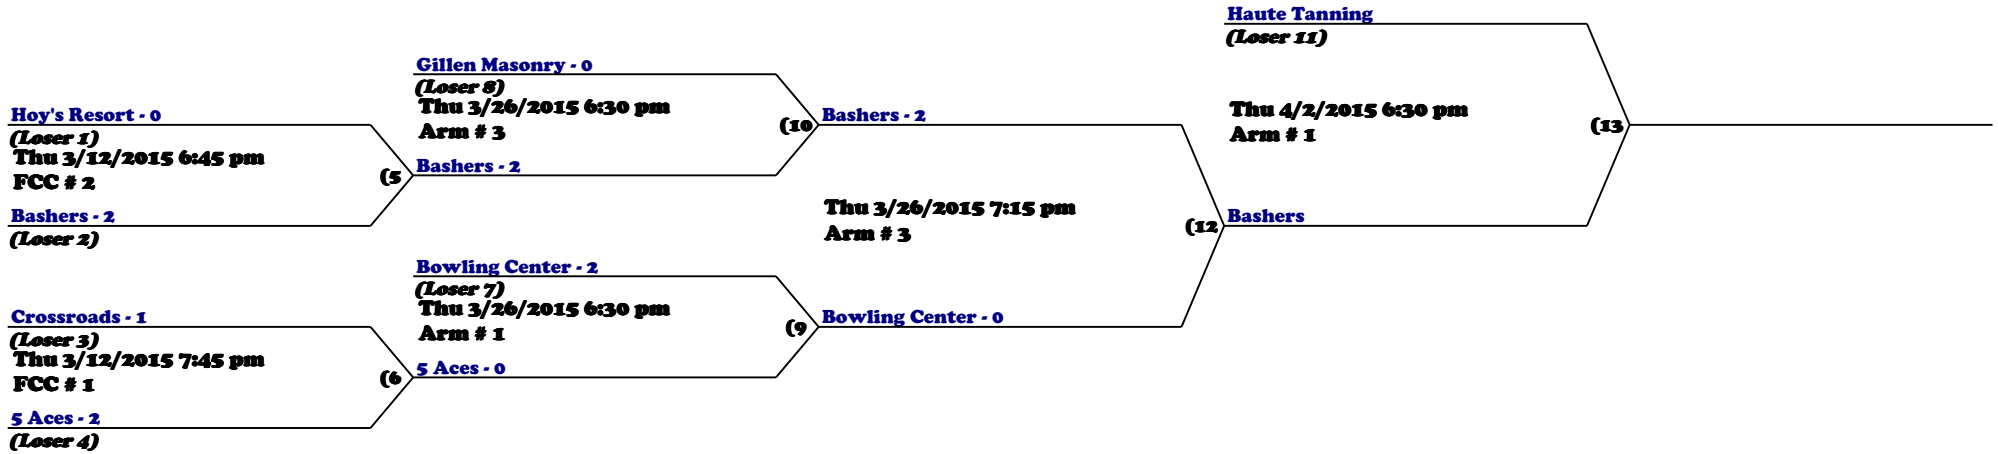 Haute Tanning
(Loser 11)
Gillen Masonry - 0
(Loser 8)
Thu 3/26/2015 6:30 pm
Arm # 3
Hoy's Resort - 0
(Loser 1)
Thu 3/12/2015 6:45 pm
FCC # 2
(10
Bashers - 2
Thu 4/2/2015 6:30 pm
Arm # 1
(13
(5
Bashers - 2
Bashers - 2
(Loser 2)
Thu 3/26/2015 7:15 pm
Arm # 3
(12
Bashers
Bowling Center - 2
(Loser 7)
Thu 3/26/2015 6:30 pm
Arm # 1
Crossroads - 1
(Loser 3)
Thu 3/12/2015 7:45 pm
FCC # 1
(9
Bowling Center - 0
(6
5 Aces - 0
5 Aces - 2
(Loser 4)